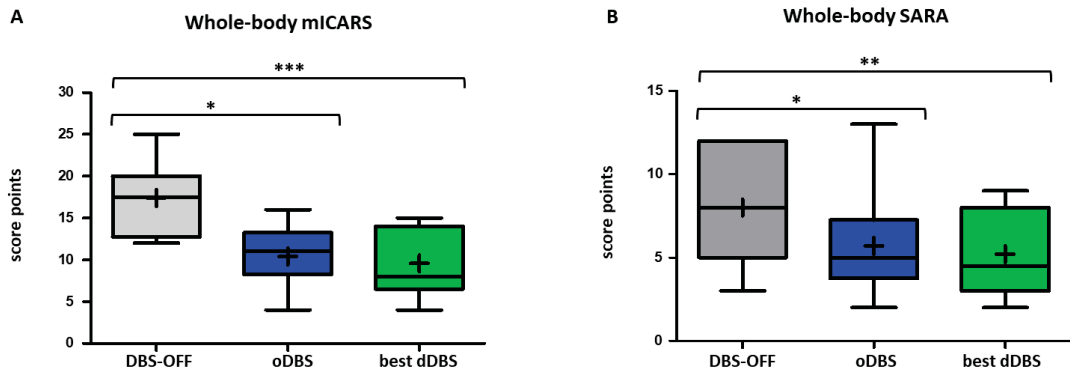 A
Whole-body mICARS
***
*
30
25
20
15
10
5
0
score points
DBS-OFF
oDBS
best dDBS
B
Whole-body SARA
**
*
15
10
5
0
score points
DBS-OFF
oDBS
best dDBS